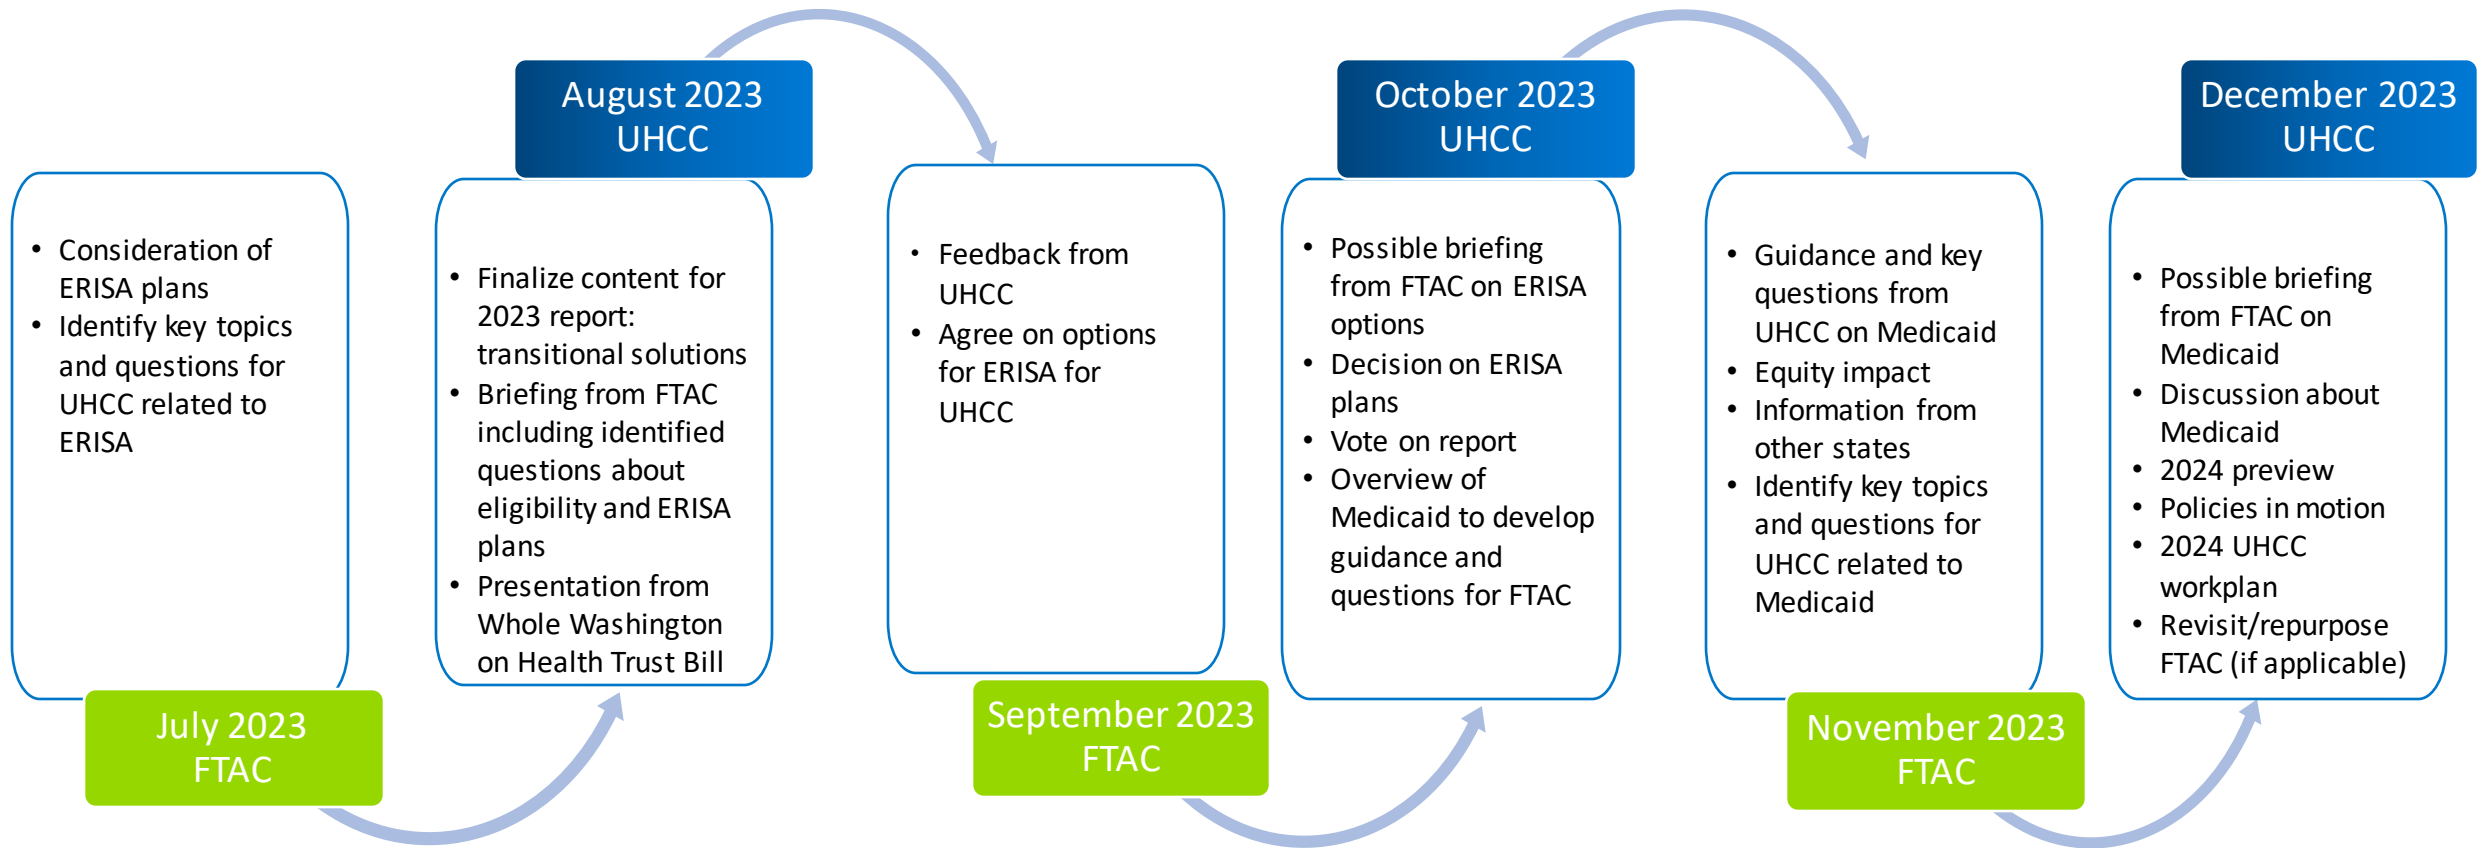 July 2023
FTAC
• Consideration of
ERISA plans
• Identify key topics
and questions for
UHCC related to
ERISA
August 2023
UHCC
• Finalize content for
2023 report:
transitional solutions
• Briefing from FTAC
including identified
questions about
eligibility and ERISA
plans
• Presentation from
Whole Washington
on Health Trust Bill
September 2023
FTAC
• Feedback from
UHCC
• Agree on options
for ERISA for
UHCC
October 2023
UHCC
• Possible briefing
from FTAC on ERISA
options
• Decision on ERISA
plans
• Vote on report
• Overview of
Medicaid to develop
guidance and
questions for FTAC
November 2023
FTAC
• Guidance and key
questions from
UHCC on Medicaid
• Equity impact
• Information from
other states
• Identify key topics
and questions for
UHCC related to
Medicaid
December 2023
UHCC
• Possible briefing
from FTAC on
Medicaid
• Discussion about
Medicaid
• 2024 preview
• Policies in motion
• 2024 UHCC
workplan
• Revisit/repurpose
FTAC (if applicable)